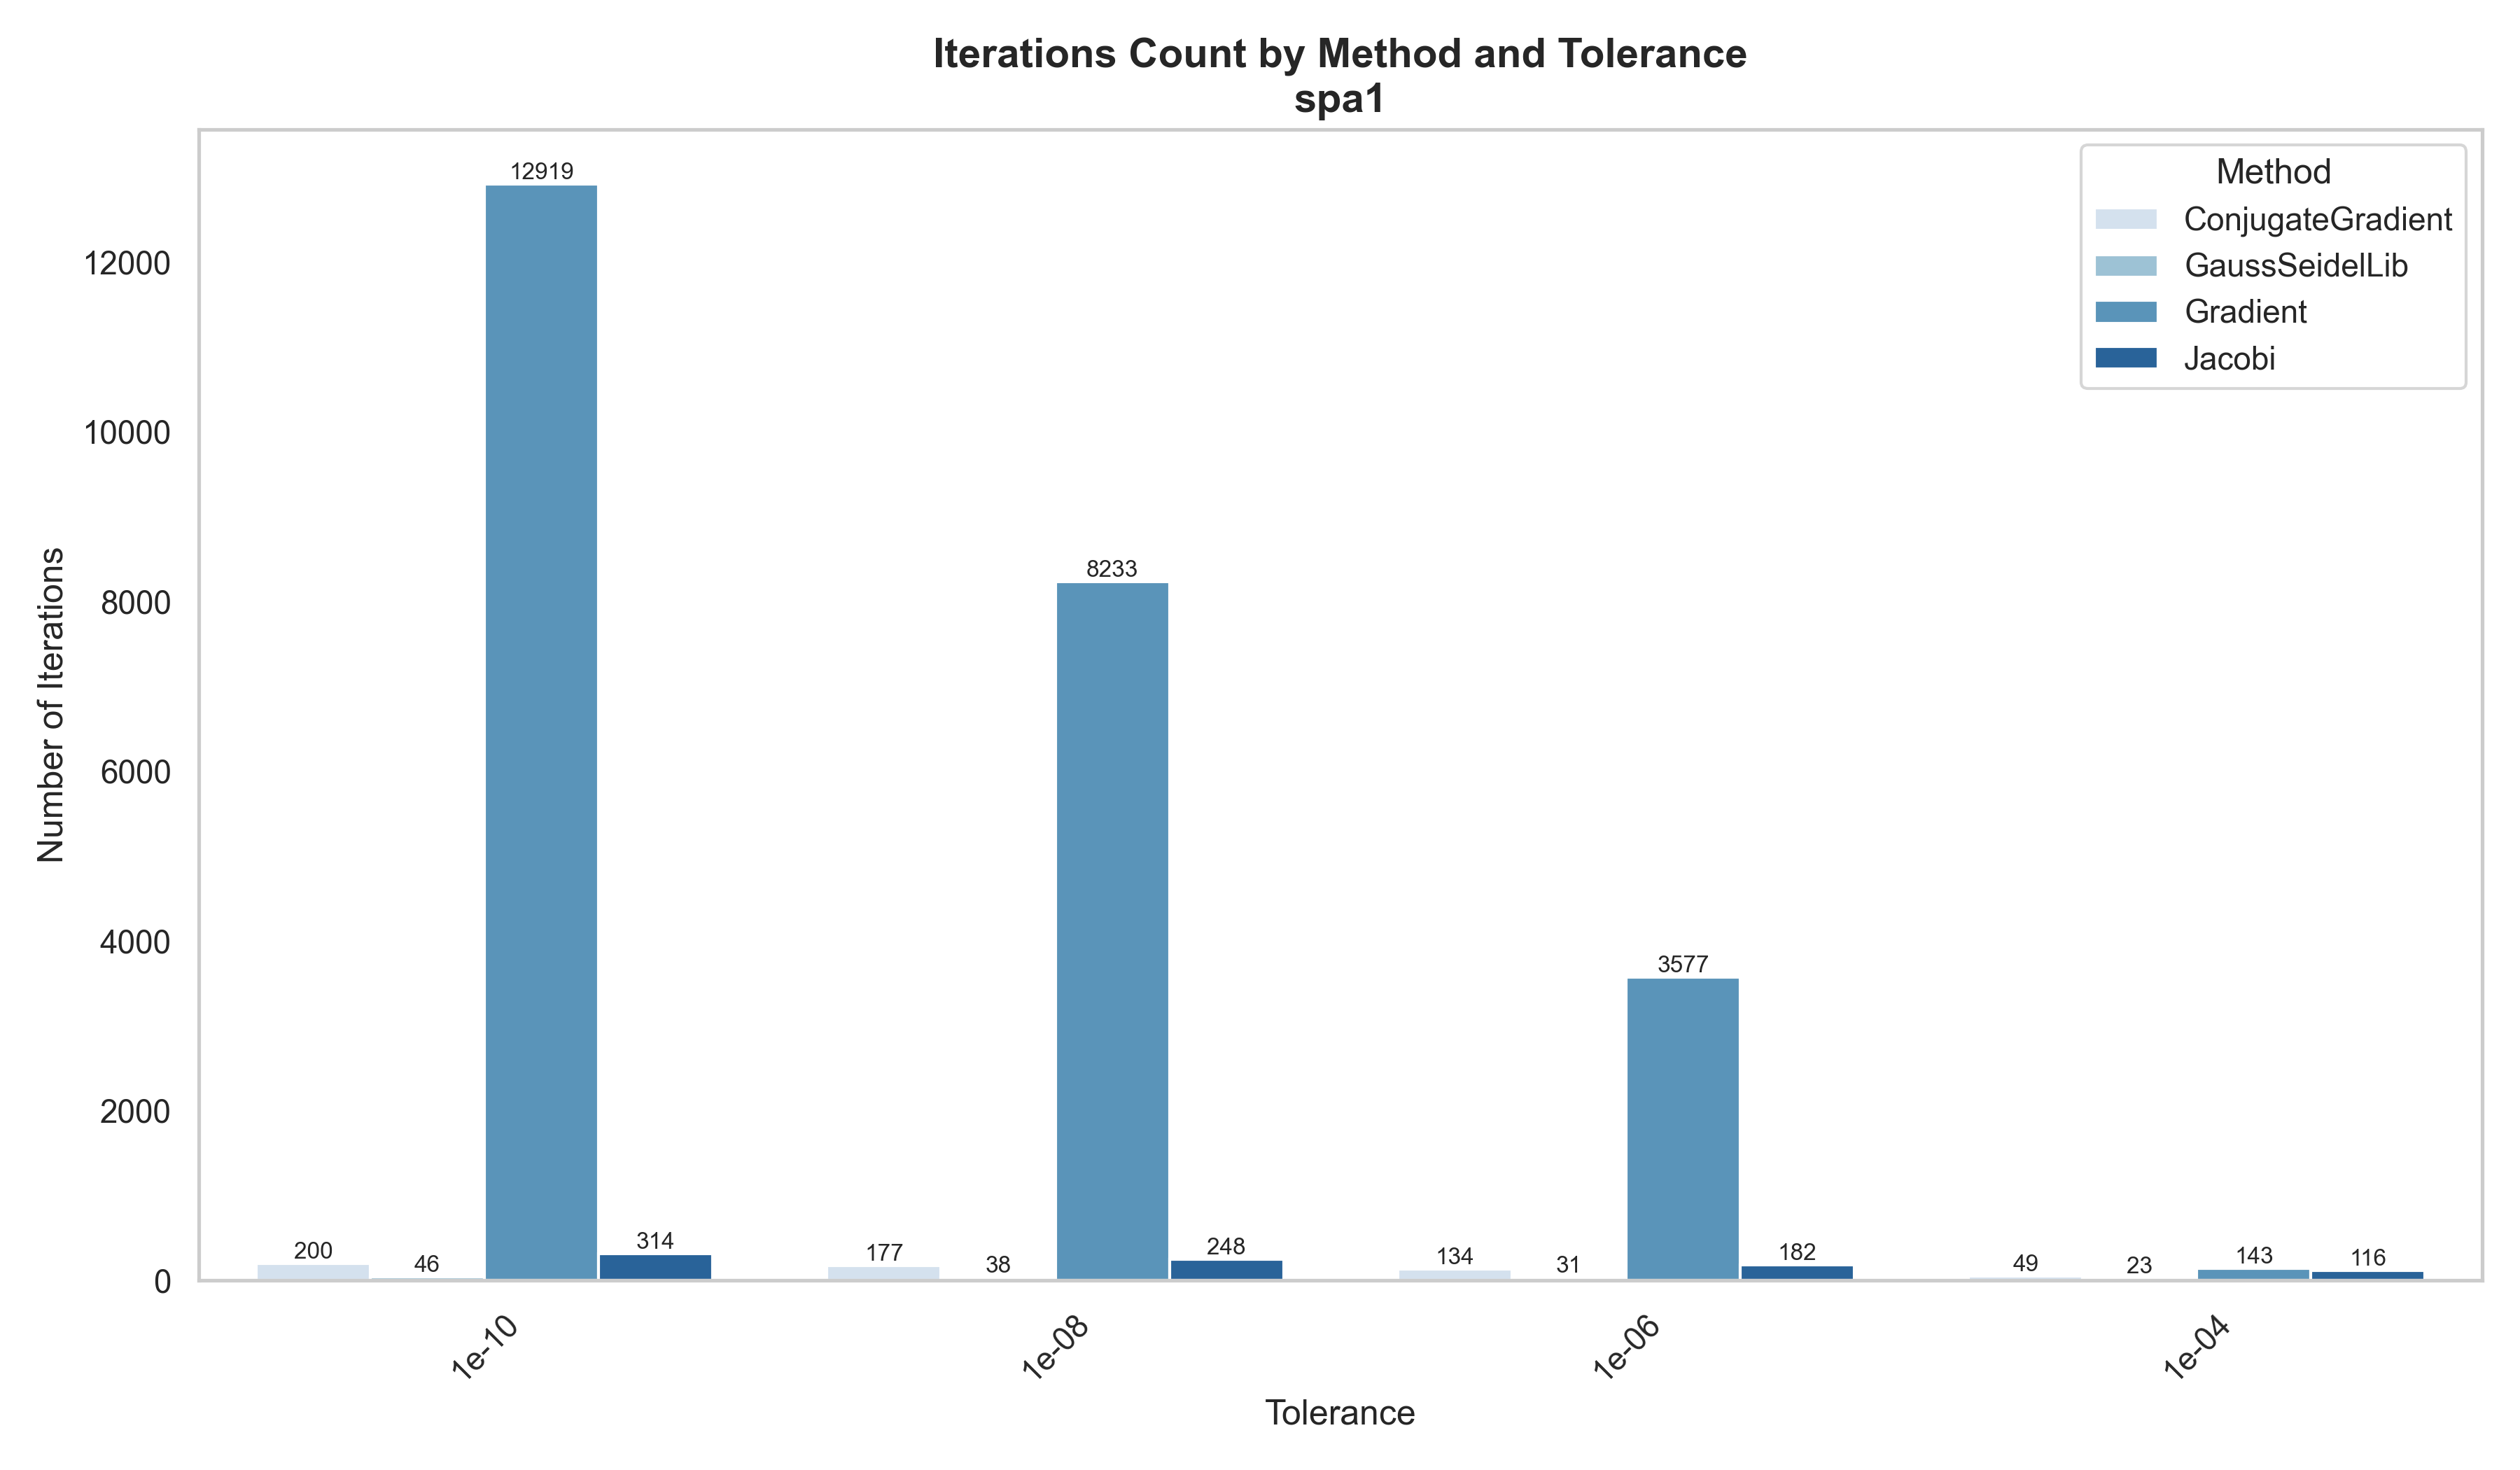 Iterations Count by Method and Tolerance
spa1
Method
ConjugateGradient
GaussSeidelLib
Gradient
Jacobi
Number of Iterations
12000
10000
8000
6000
4000
2000
0
200
46
12919
314
177
38
8233
248
134
31
3577
182
49
23
143
116
1e-10
1e-08
1e-06
1e-04
Tolerance